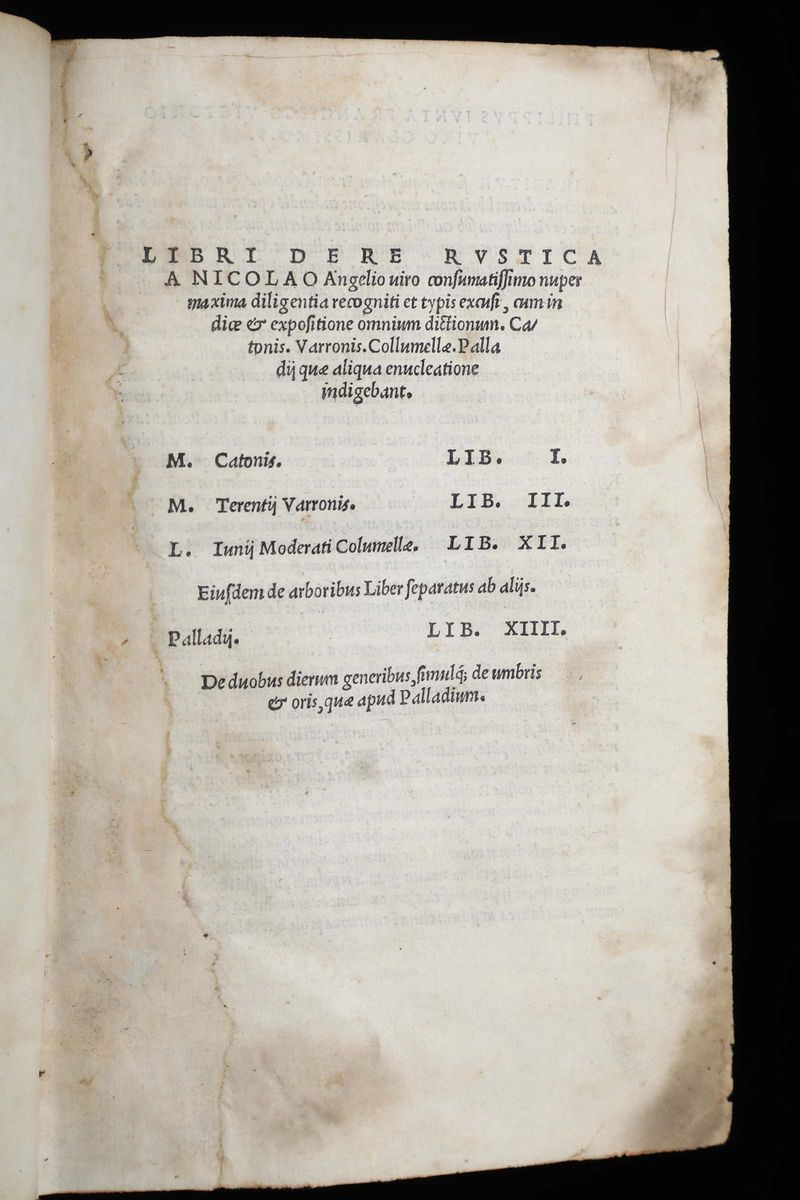 LIBRI DE RE RVSTICA
A NICOLAO Angelio uiro conſumatiſſimo nuper
maxima diligentia recogniti et typis excuſi, cum in
dice & expoſitione omnium dictionum. Ca/
tonis. Varronis. Collumellæ. Palla
dij quæ aliqua enucleatione
indigebant.
M. Catonis. LIB. I.
M. Terentij Varronis. LIB. III.
L. Iunij Moderati Columellæ. LIB. XII.
Eiuſdem de arboribus Liber ſeparatus ab alijs.
Palladij. LIB. XIIII.
De duobus dierum generibus, ſimulq; de umbris
& oris, quæ apud Palladium.